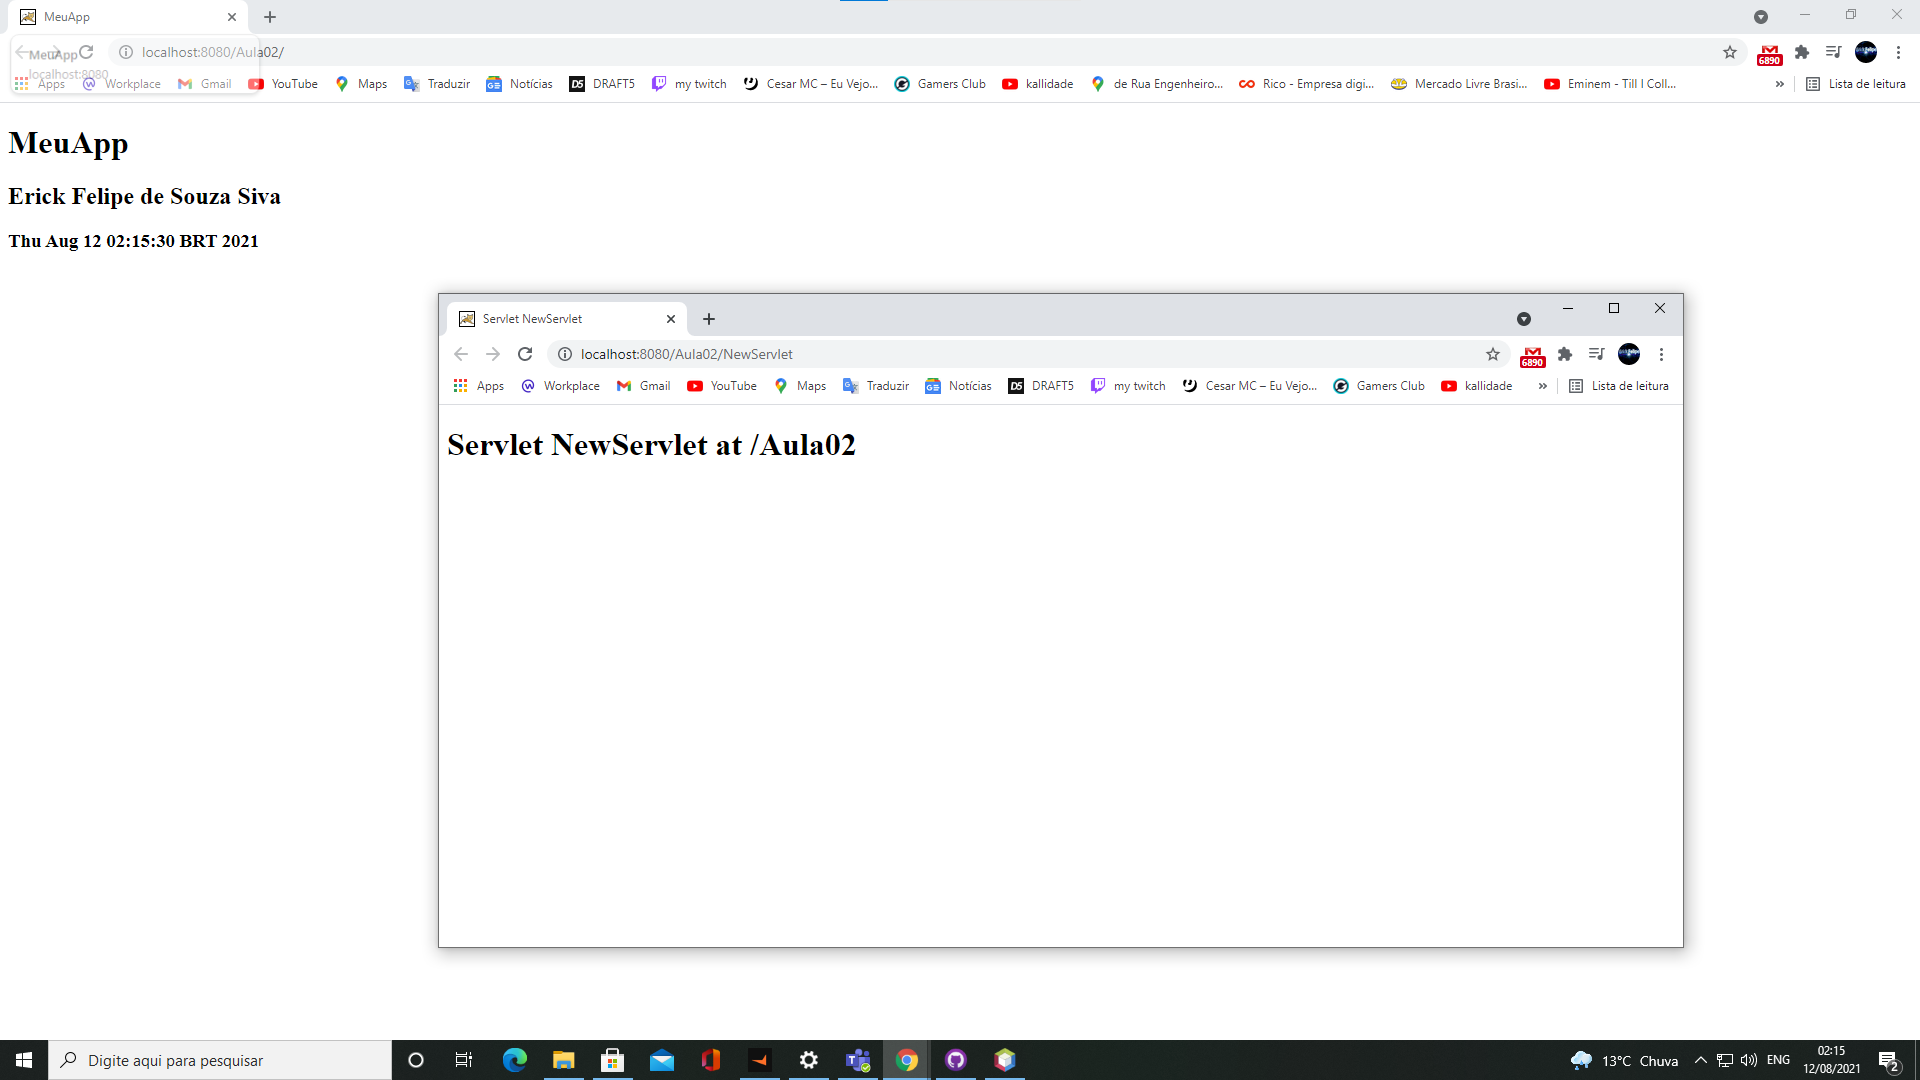 MeuApp
localhost:8080/Aula02/
MeuApp
localhost:8080
6890
Apps Workplace Gmail YouTube Maps Traduzir Notícias DRAFT5 my twitch Cesar MC – Eu Vejo... Gamers Club kallidade de Rua Engenheiro... Rico - Empresa digi... Mercado Livre Brasi... Eminem - Till I Coll... » Lista de leitura
MeuApp
Erick Felipe de Souza Siva
Thu Aug 12 02:15:30 BRT 2021
Servlet NewServlet
localhost:8080/Aula02/NewServlet
6890
Apps Workplace Gmail YouTube Maps Traduzir Notícias DRAFT5 my twitch Cesar MC – Eu Vejo... Gamers Club kallidade » Lista de leitura
Servlet NewServlet at /Aula02
Digite aqui para pesquisar
13°C Chuva
ENG
02:15
12/08/2021
2